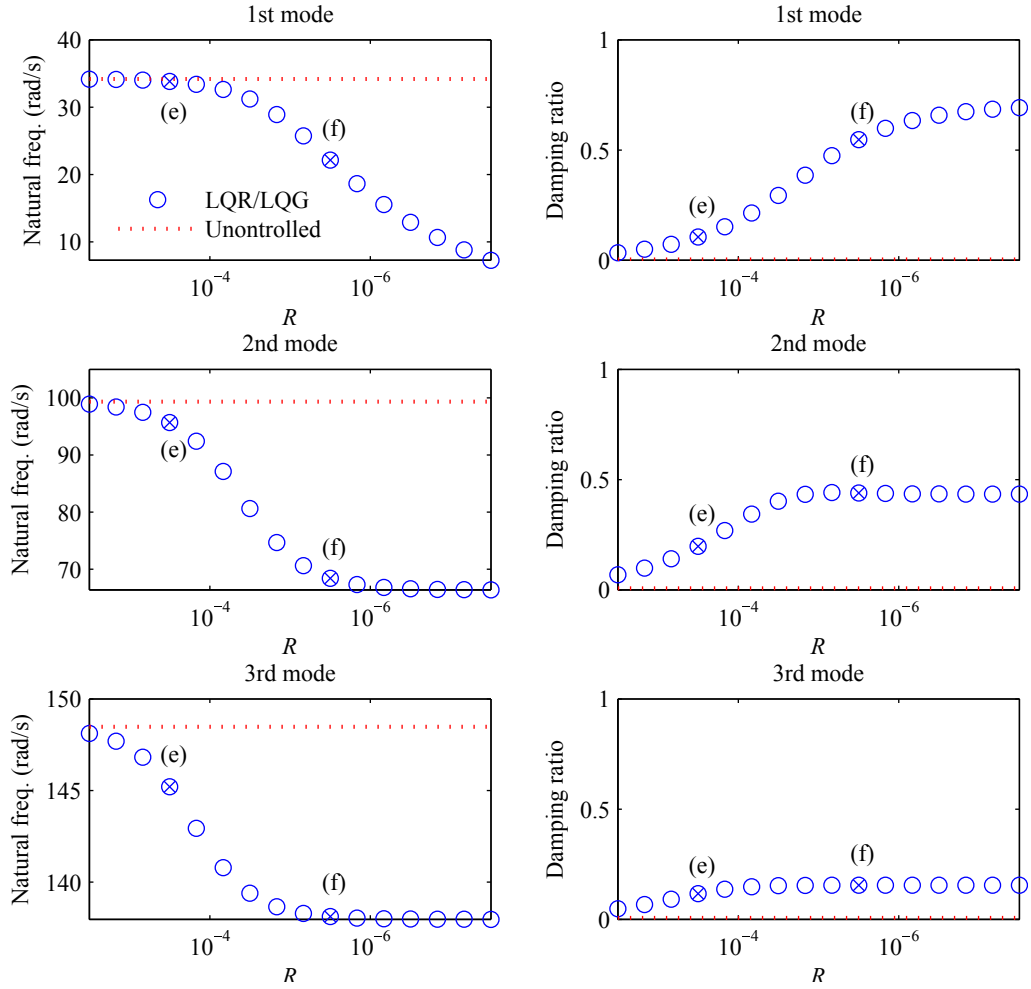 1st mode
Natural freq. (rad/s)
40
30
20
10
(e)
(f)
LQR/LQG
Uncontrolled
10⁻⁴
10⁻⁶
R
1st mode
Damping ratio
1
0.5
0
(e)
(f)
10⁻⁴
10⁻⁶
R
2nd mode
Natural freq. (rad/s)
100
90
80
70
(e)
(f)
10⁻⁴
10⁻⁶
R
2nd mode
Damping ratio
1
0.5
0
(e)
(f)
10⁻⁴
10⁻⁶
R
3rd mode
Natural freq. (rad/s)
150
145
140
(e)
(f)
10⁻⁴
10⁻⁶
R
3rd mode
Damping ratio
1
0.5
0
(e)
(f)
10⁻⁴
10⁻⁶
R